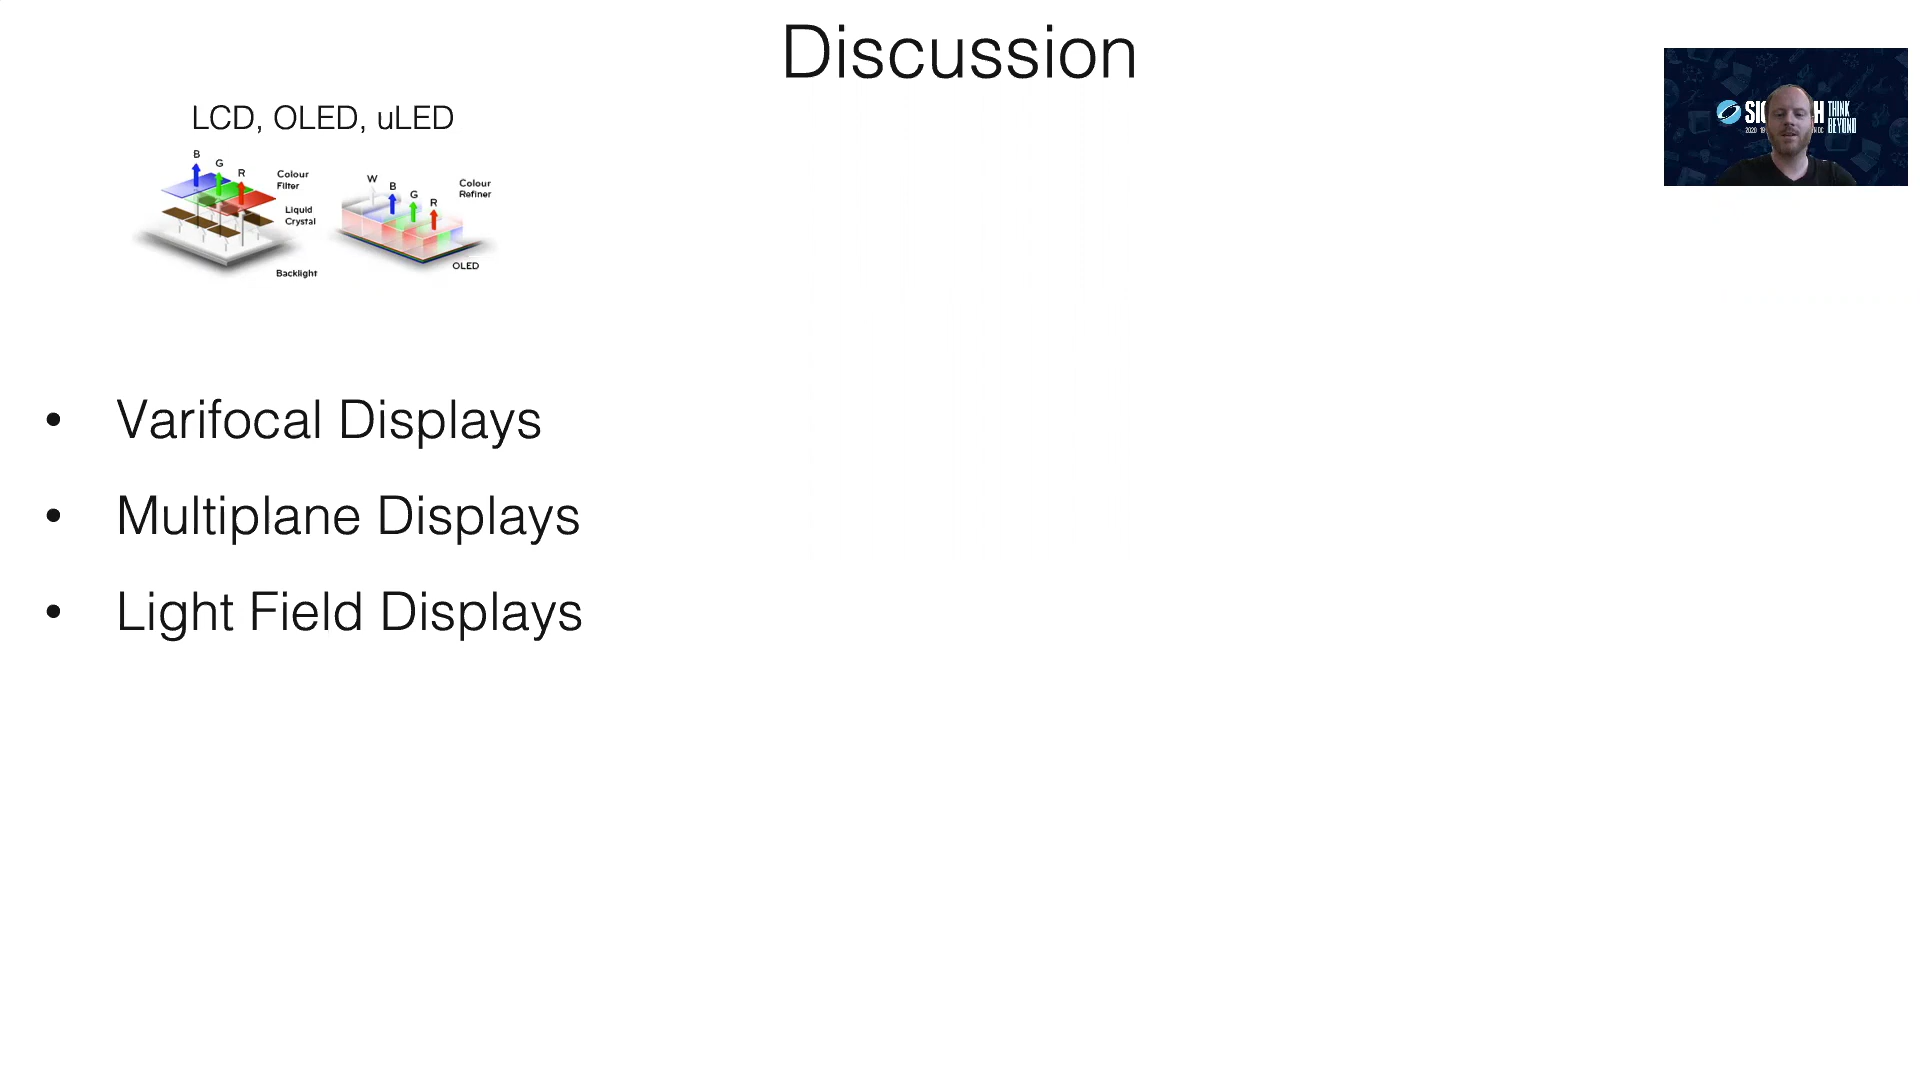 Discussion
LCD, OLED, uLED
B
G
R
Colour
Filter
Liquid
Crystal
Backlight
W
B
G
R
Colour
Refiner
OLED
• Varifocal Displays
• Multiplane Displays
• Light Field Displays
THINK
BEYOND
2020